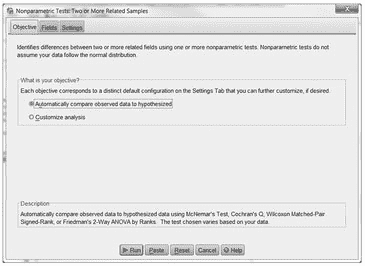 Nonparametric Tests: Two or More Related Samples
Objective Fields Settings
Identifies differences between two or more related fields using one or more nonparametric tests. Nonparametric tests do not
assume your data follow the normal distribution.
What is your objective?
Each objective corresponds to a distinct default configuration on the Settings Tab that you can further customize, if desired.
Automatically compare observed data to hypothesized
Customize analysis
Description
Automatically compare observed data to hypothesized data using McNemar's Test, Cochran's Q, Wilcoxon Matched-Pair
Signed-Rank, or Friedman's 2-Way ANOVA by Ranks. The test chosen varies based on your data.
Run Paste Reset Cancel Help